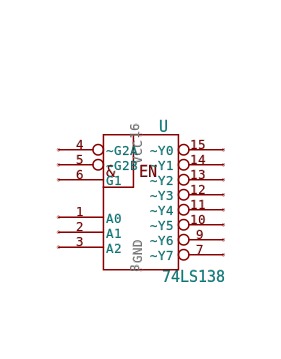 U
VCC 16
4 ~G2A ~Y0 15
5 ~G2B ~Y1 14
& EN
6 G1 ~Y2 13
~Y3 12
1 A0 ~Y4 11
2 A1 ~Y5 10
3 A2 ~Y6 9
~Y7 7
8 GND
74LS138